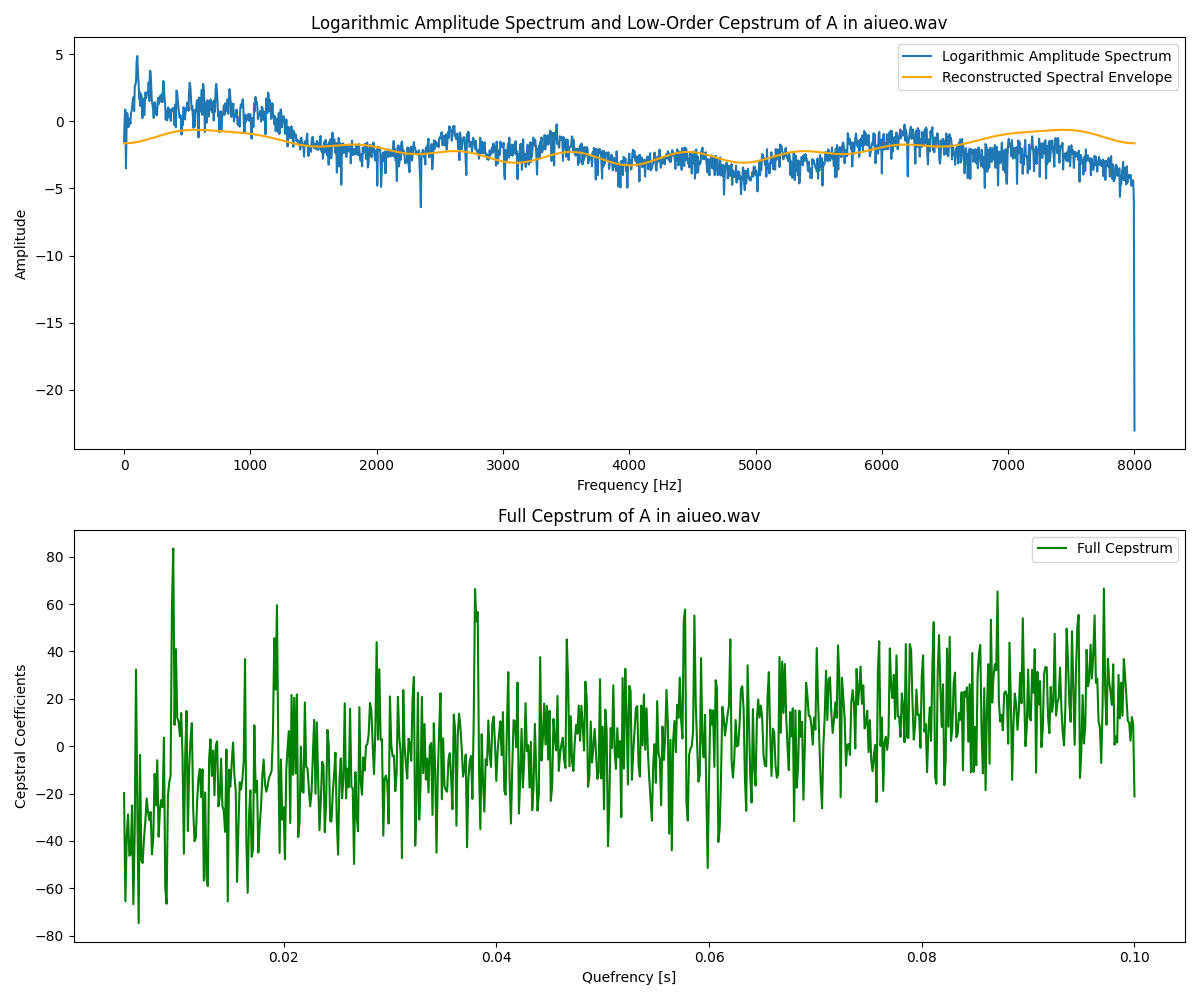 Logarithmic Amplitude Spectrum and Low-Order Cepstrum of A in aiueo.wav
Logarithmic Amplitude Spectrum
Reconstructed Spectral Envelope
Amplitude
5
0
−5
−10
−15
−20
0 1000 2000 3000 4000 5000 6000 7000 8000
Frequency [Hz]
Full Cepstrum of A in aiueo.wav
Full Cepstrum
Cepstral Coefficients
80
60
40
20
0
−20
−40
−60
−80
0.02 0.04 0.06 0.08 0.10
Quefrency [s]